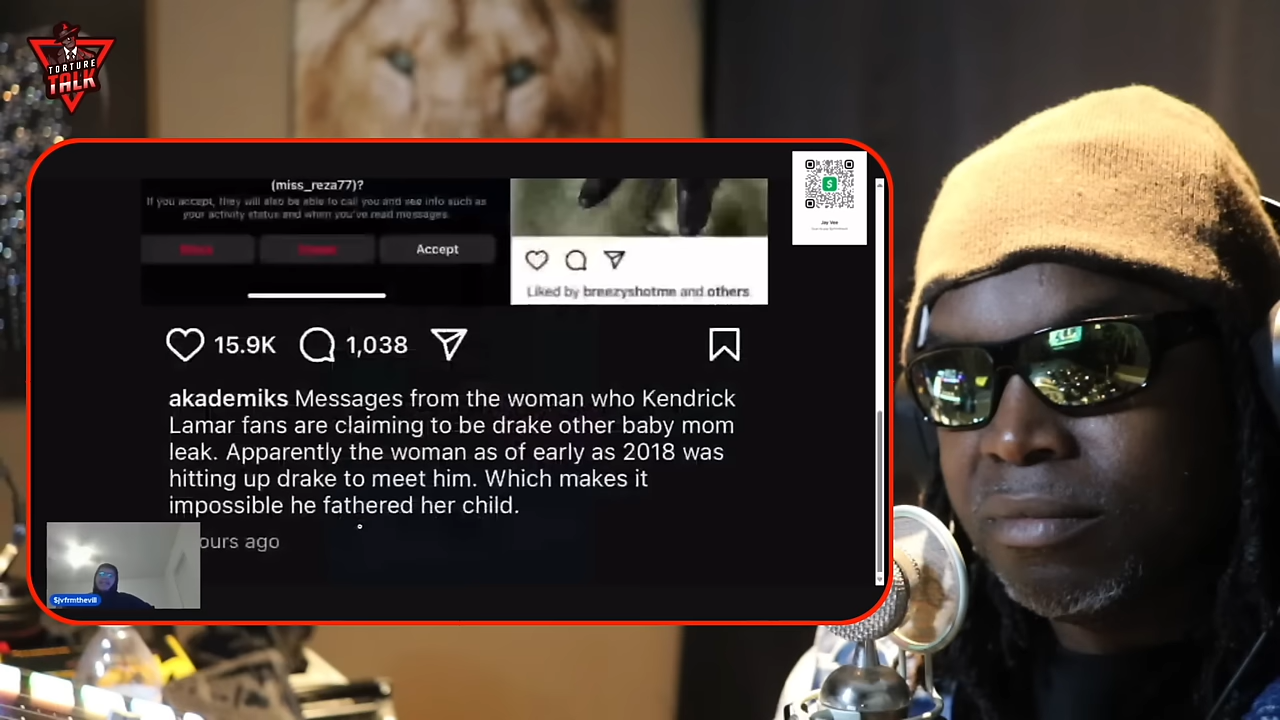 TORTURE
TALK
(miss_reza77)?
If you accept, they will also be able to call you and see info such as
your activity status and when you've read messages.
Accept
Liked by breezyshotme and others
15.9K
1,038
akademiks Messages from the woman who Kendrick
Lamar fans are claiming to be drake other baby mom
leak. Apparently the woman as of early as 2018 was
hitting up drake to meet him. Which makes it
impossible he fathered her child.
ours ago
$jvfrmthevill
Jay Vee